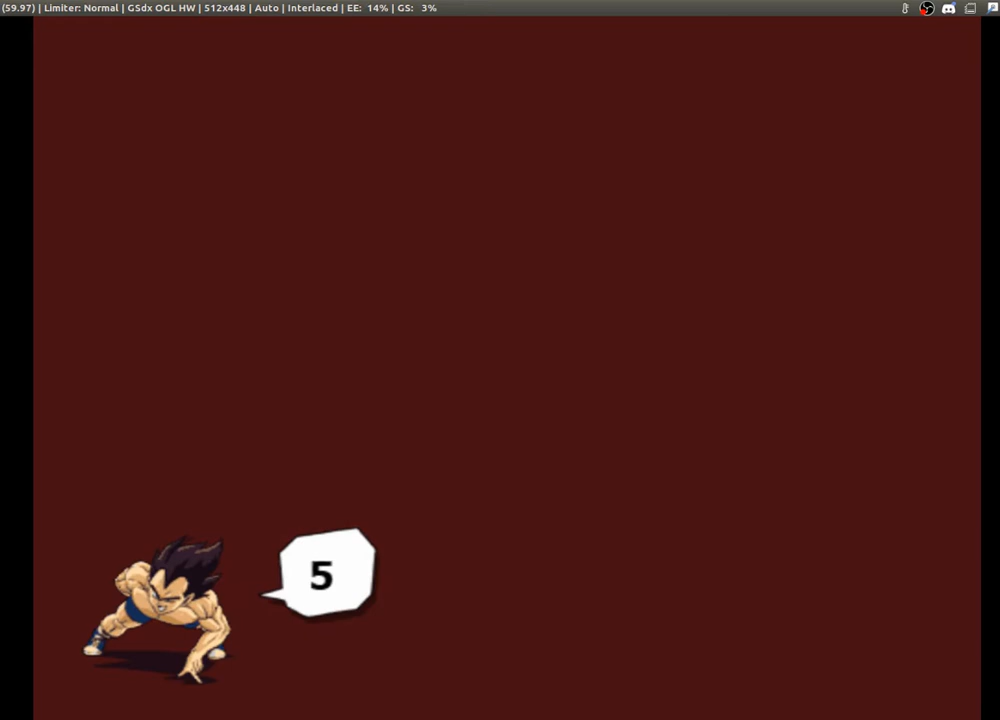 (59.97) | Limiter: Normal | GSdx OGL HW | 512x448 | Auto | Interlaced | EE: 14% | GS: 3%
5